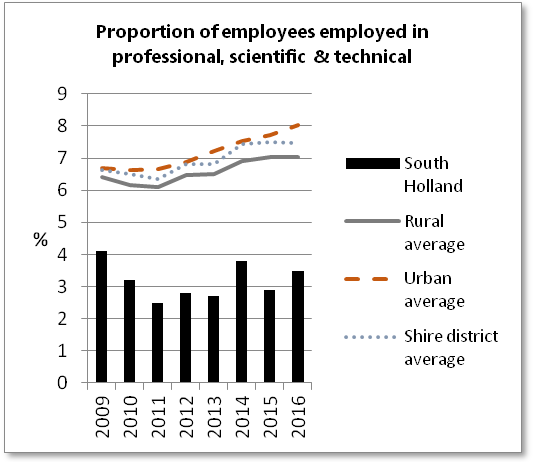 Proportion of employees employed in
professional, scientific & technical
9
8
7
6
5
4
3
2
1
0
%
2009
2010
2011
2012
2013
2014
2015
2016
South
Holland
Rural
average
Urban
average
Shire district
average